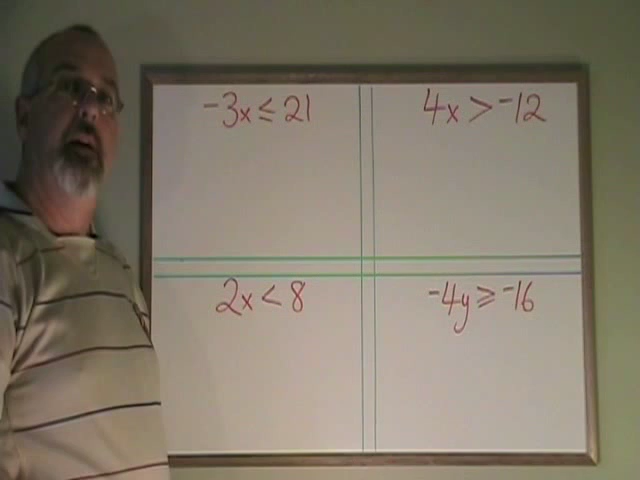 -3x ≤ 21
4x > -12
2x < 8
-4y ≥ -16